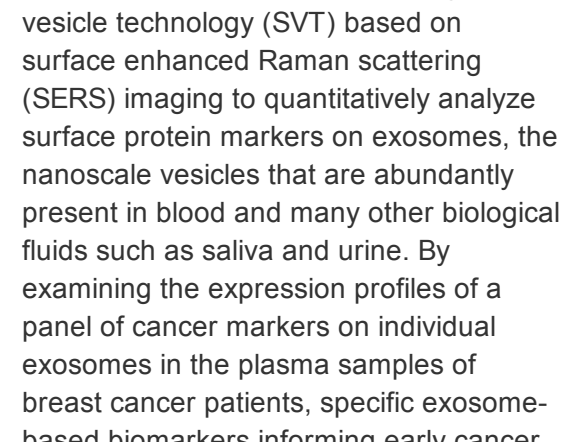 vesicle technology (SVT) based on
surface enhanced Raman scattering
(SERS) imaging to quantitatively analyze
surface protein markers on exosomes, the
nanoscale vesicles that are abundantly
present in blood and many other biological
fluids such as saliva and urine. By
examining the expression profiles of a
panel of cancer markers on individual
exosomes in the plasma samples of
breast cancer patients, specific exosome-
based biomarkers informing early cancer